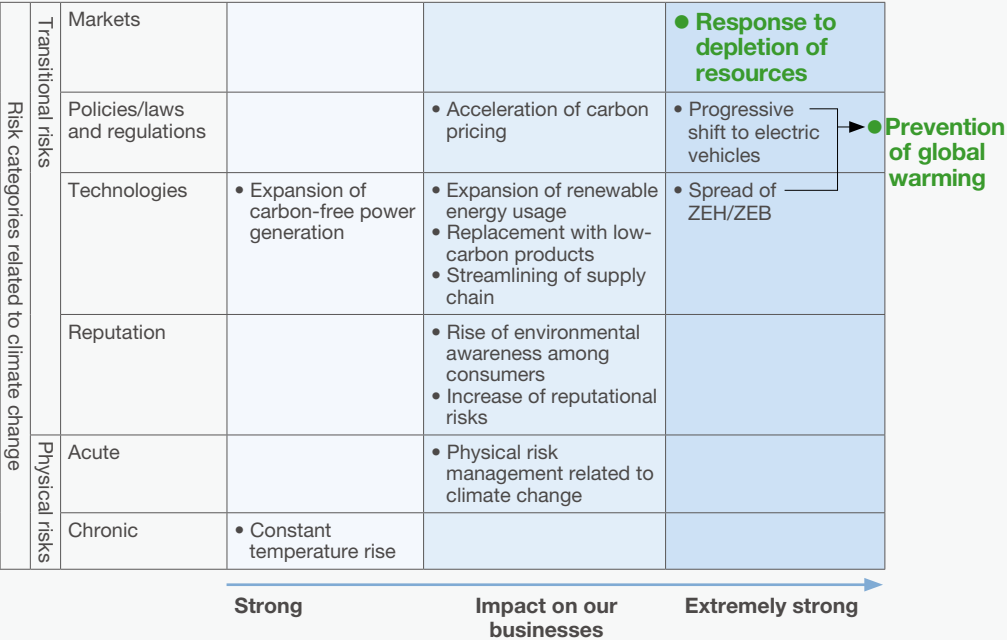 Risk categories related to climate change
Transitional risks
Markets
● Response to
depletion of
resources
Policies/laws
and regulations
• Acceleration of carbon
pricing
• Progressive
shift to electric
vehicles
● Prevention
of global
warming
Technologies
• Expansion of
carbon-free power
generation
• Expansion of renewable
energy usage
• Replacement with low-
carbon products
• Streamlining of supply
chain
• Spread of
ZEH/ZEB
Reputation
• Rise of environmental
awareness among
consumers
• Increase of reputational
risks
Physical risks
Acute
• Physical risk
management related to
climate change
Chronic
• Constant
temperature rise
Strong
Impact on our
businesses
Extremely strong